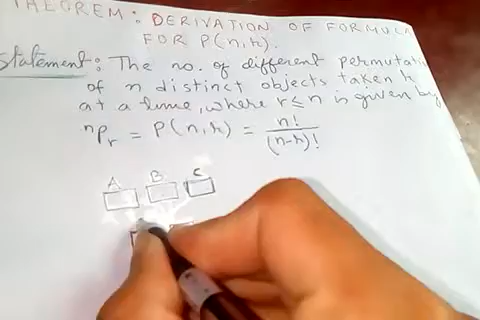 THEOREM: DERIVATION OF FORMULA
FOR P(n,r).
Statement: The no. of different permutati
of n distinct objects taken r
at a time, where r≤n is given by
ⁿPᵣ = P(n,r) = n!/(n-r)!
A B C